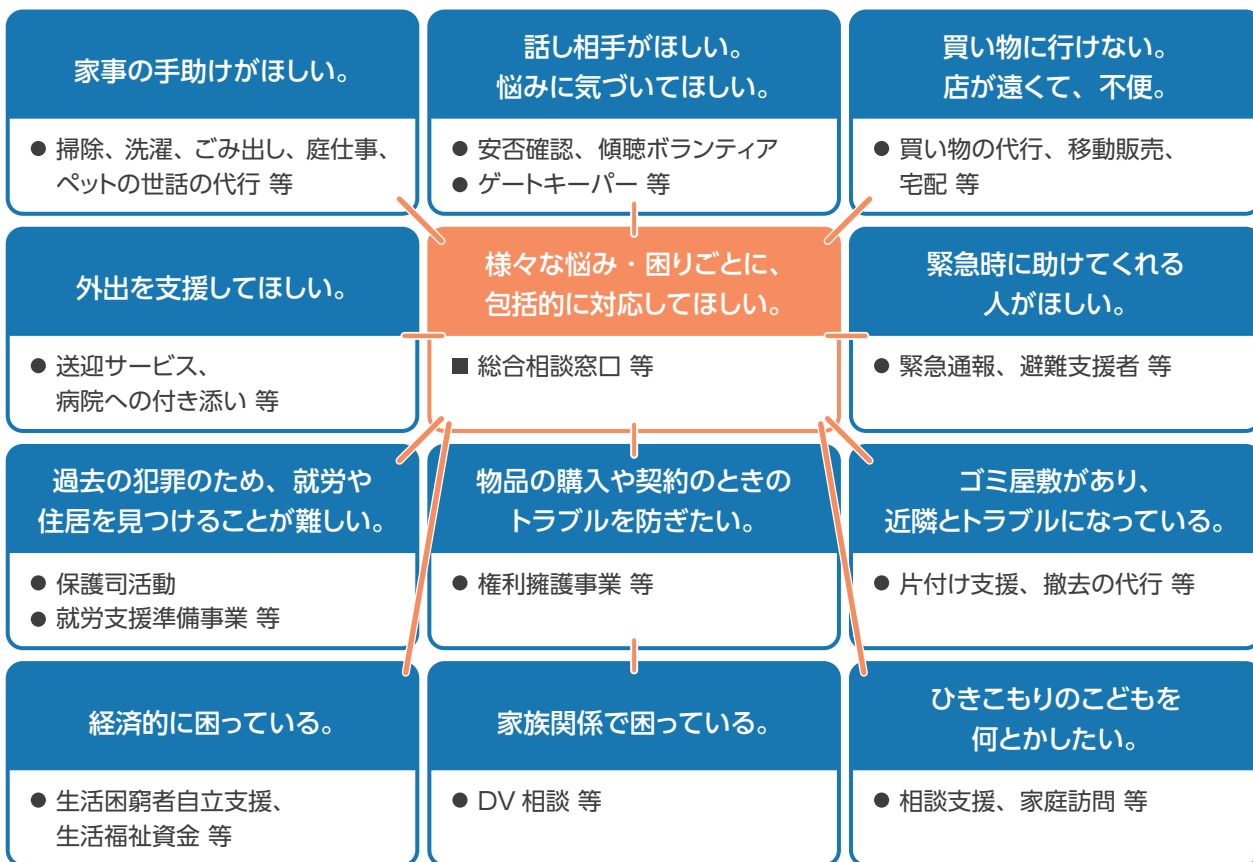 家事の手助けがほしい。
● 掃除、洗濯、ごみ出し、庭仕事、
ペットの世話の代行 等
話し相手がほしい。
悩みに気づいてほしい。
● 安否確認、傾聴ボランティア
● ゲートキーパー 等
買い物に行けない。
店が遠くて、不便。
● 買い物の代行、移動販売、
宅配 等
外出を支援してほしい。
● 送迎サービス、
病院への付き添い 等
様々な悩み・困りごとに、
包括的に対応してほしい。
■ 総合相談窓口 等
緊急時に助けてくれる
人がほしい。
● 緊急通報、避難支援者 等
過去の犯罪のため、就労や
住居を見つけることが難しい。
● 保護司活動
● 就労支援準備事業 等
物品の購入や契約のときの
トラブルを防ぎたい。
● 権利擁護事業 等
ゴミ屋敷があり、
近隣とトラブルになっている。
● 片付け支援、撤去の代行 等
経済的に困っている。
● 生活困窮者自立支援、
生活福祉資金 等
家族関係で困っている。
● DV 相談 等
ひきこもりのこどもを
何とかしたい。
● 相談支援、家庭訪問 等